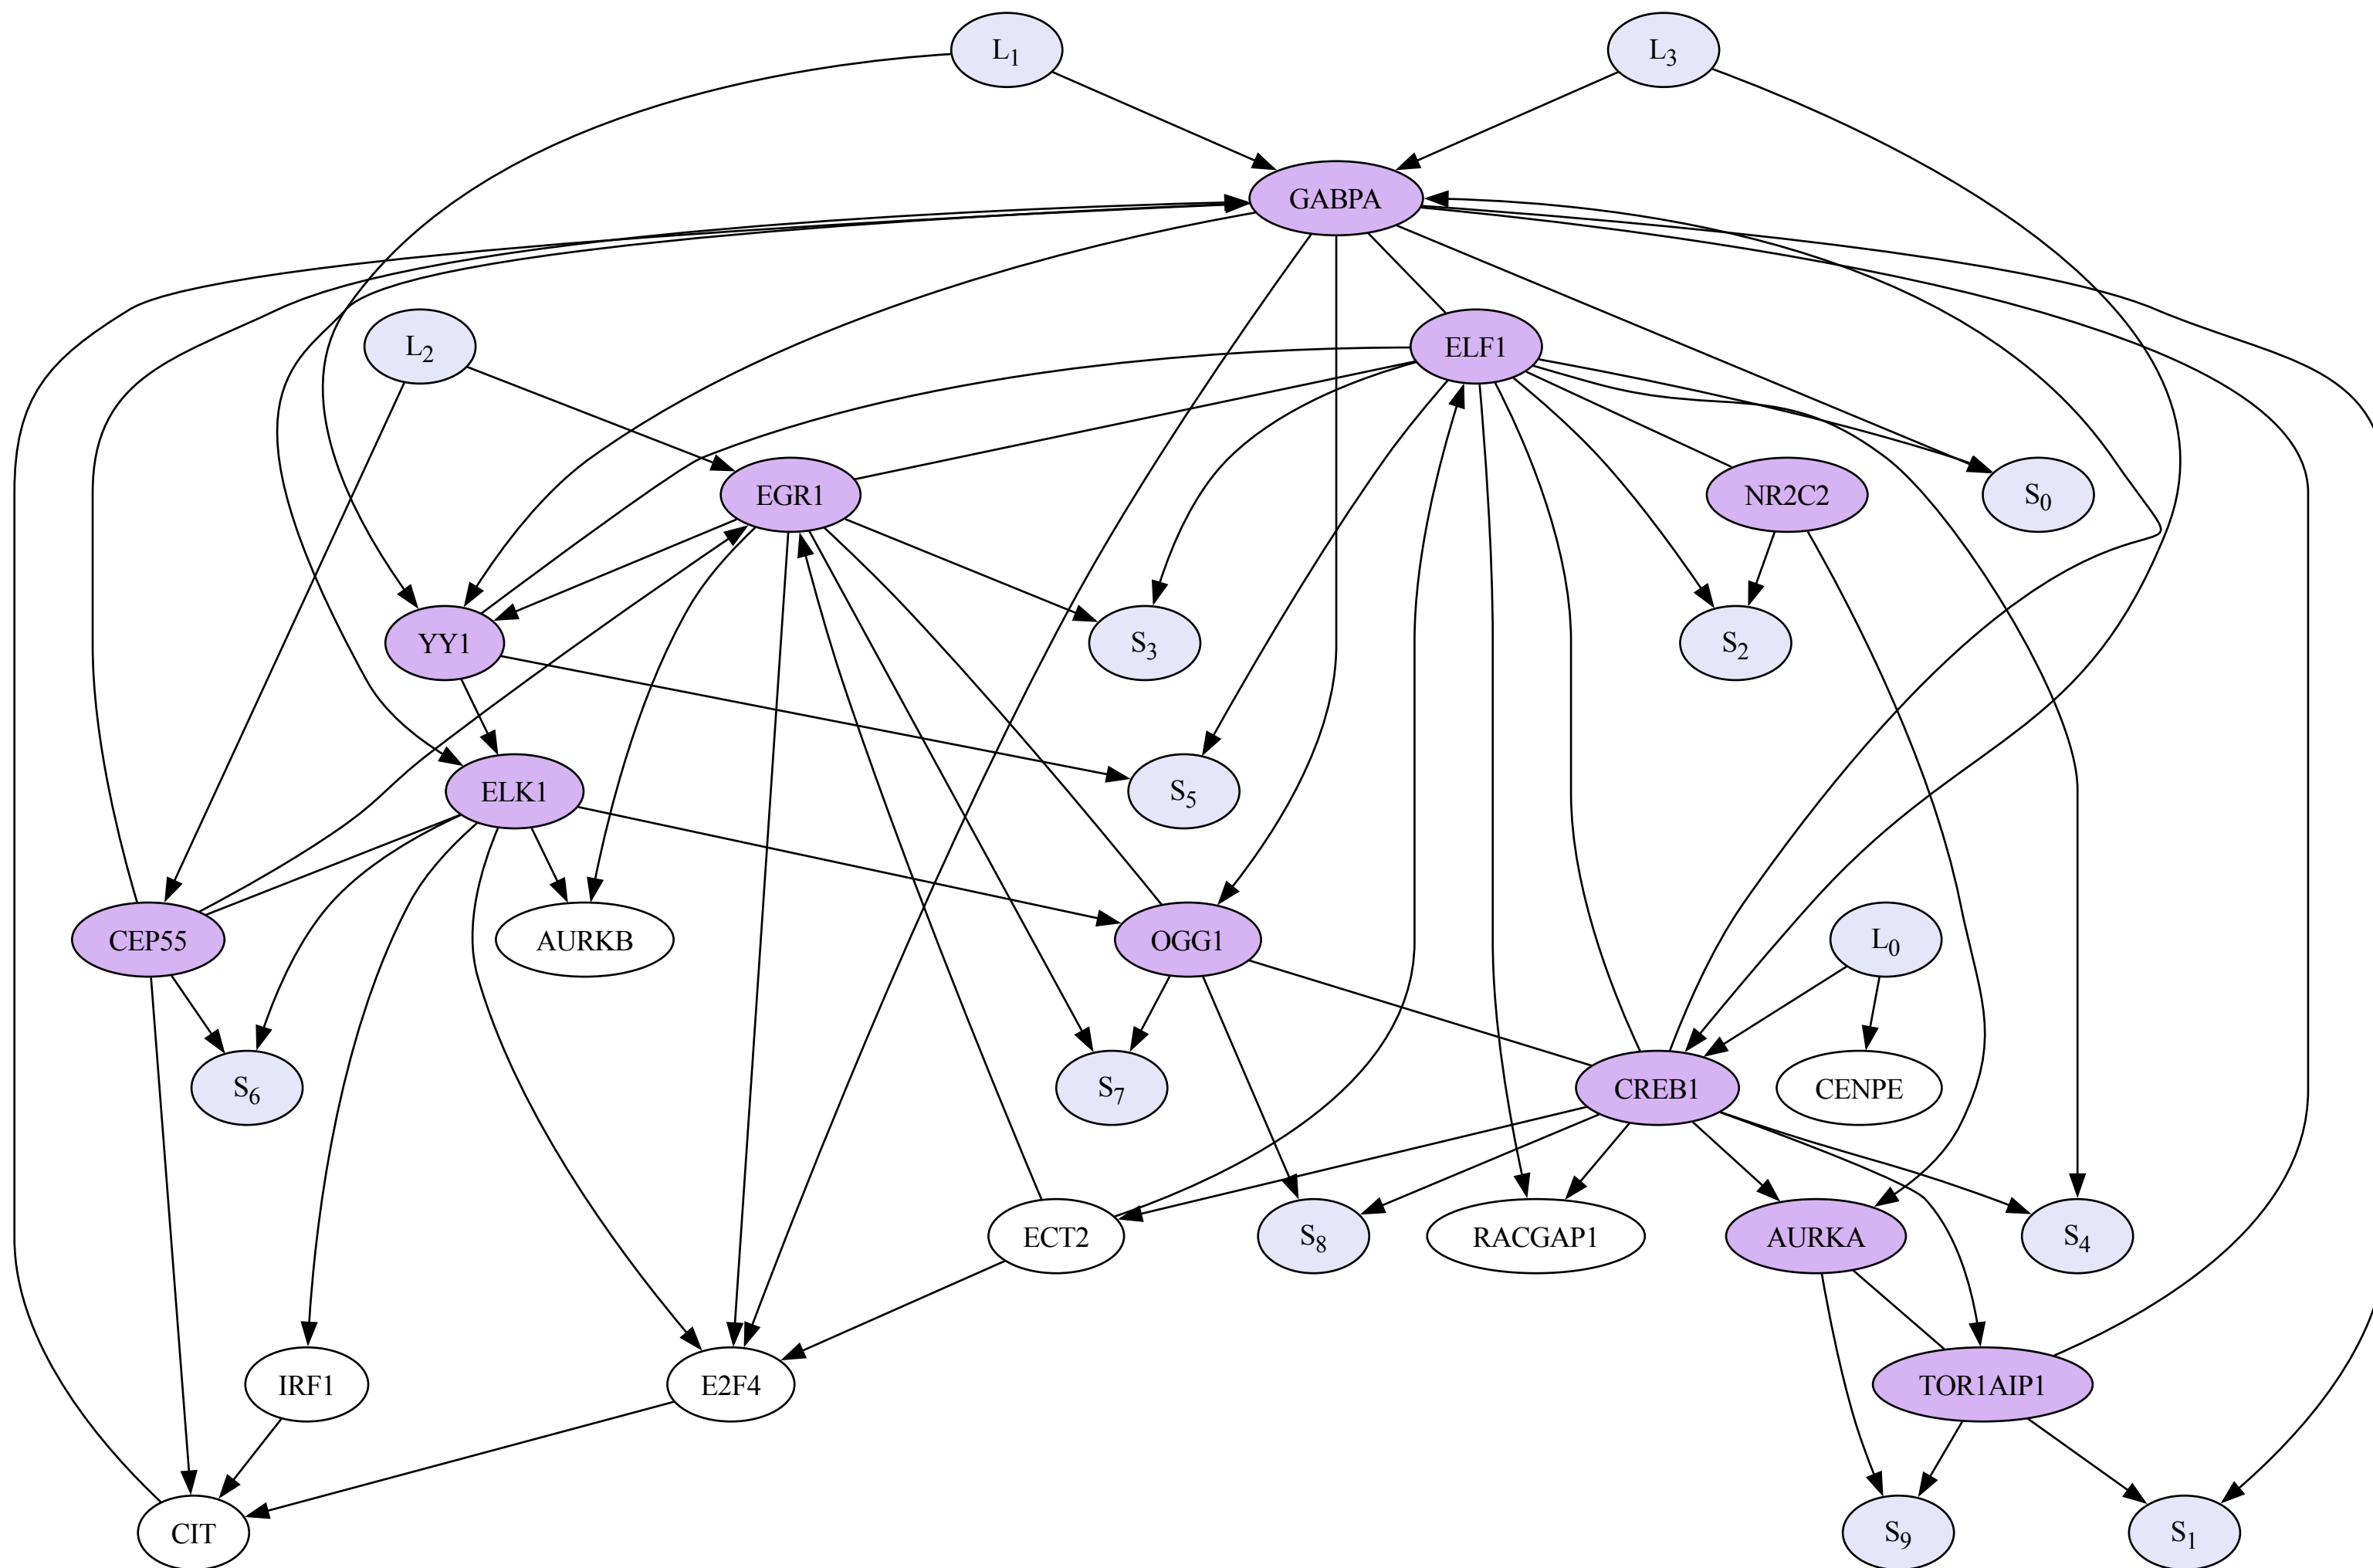 L1
L3
GABPA
L2
ELF1
EGR1
NR2C2
S0
YY1
S3
S2
ELK1
S5
CEP55
AURKB
OGG1
L0
S6
S7
CREB1
CENPE
ECT2
S8
RACGAP1
AURKA
S4
IRF1
E2F4
TOR1AIP1
CIT
S9
S1